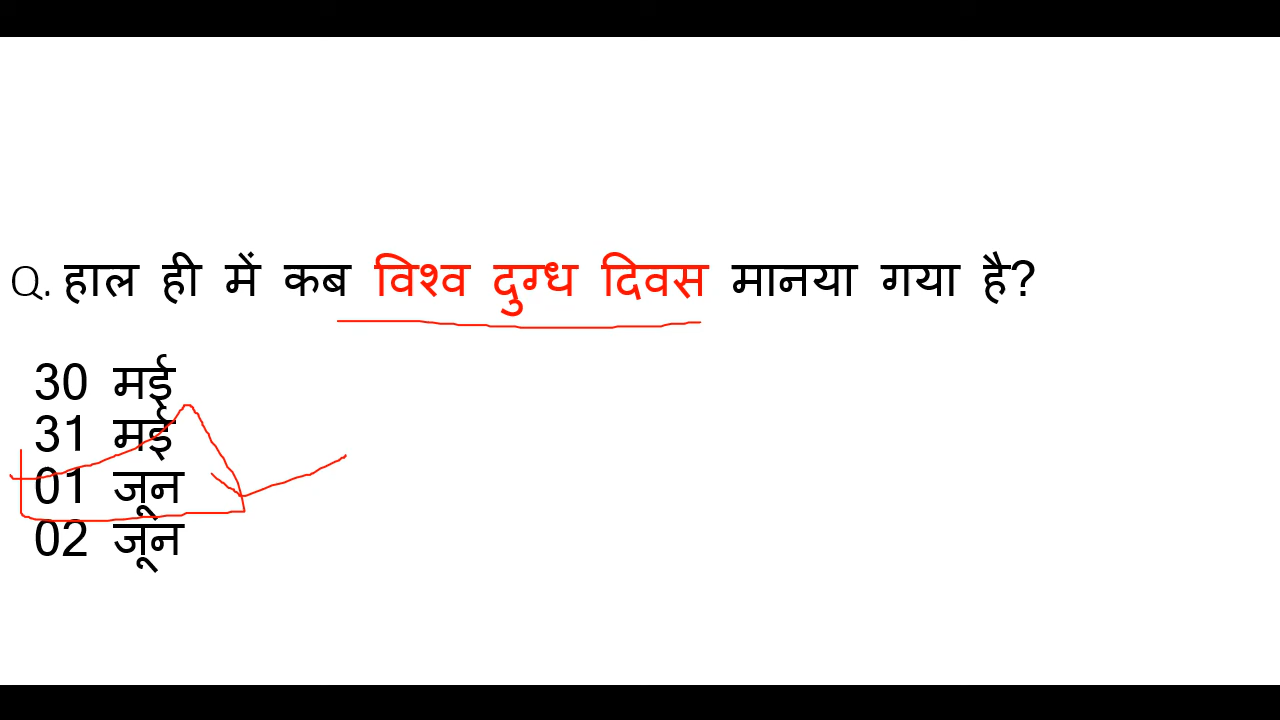 Q. हाल ही में कब विश्व दुग्ध दिवस मानया गया है?
30 मई
31 मई
01 जून
02 जून